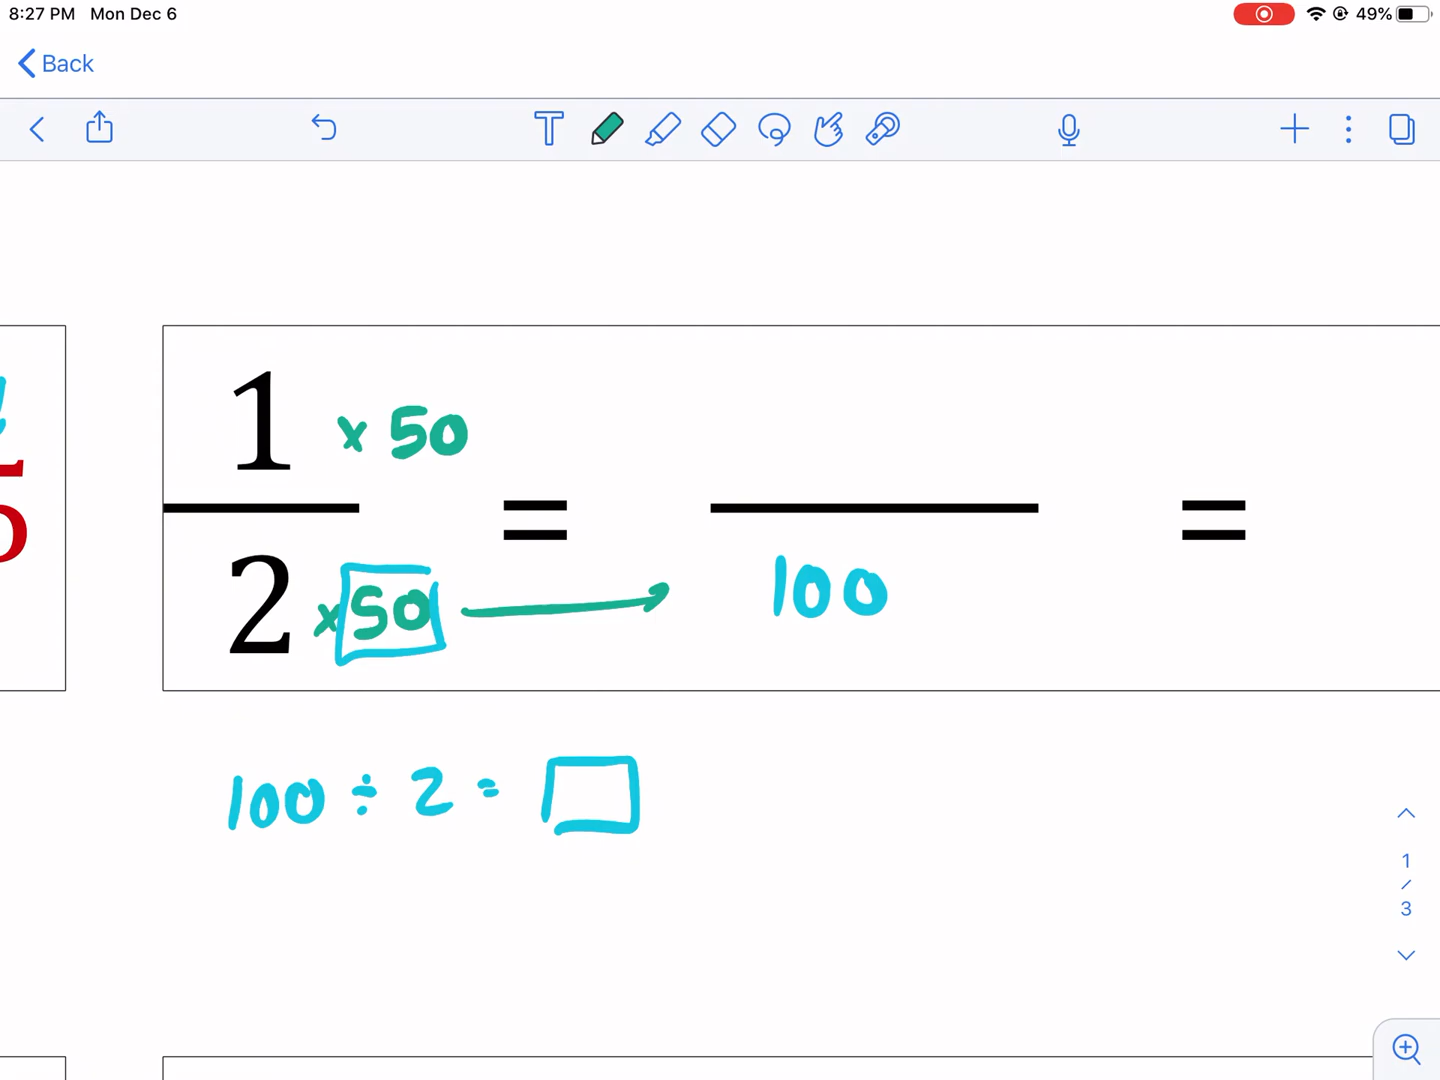 8:27 PM Mon Dec 6
49%
Back
1 x 50
=
=
2 x 50
100
100 ÷ 2 =
1
/
3